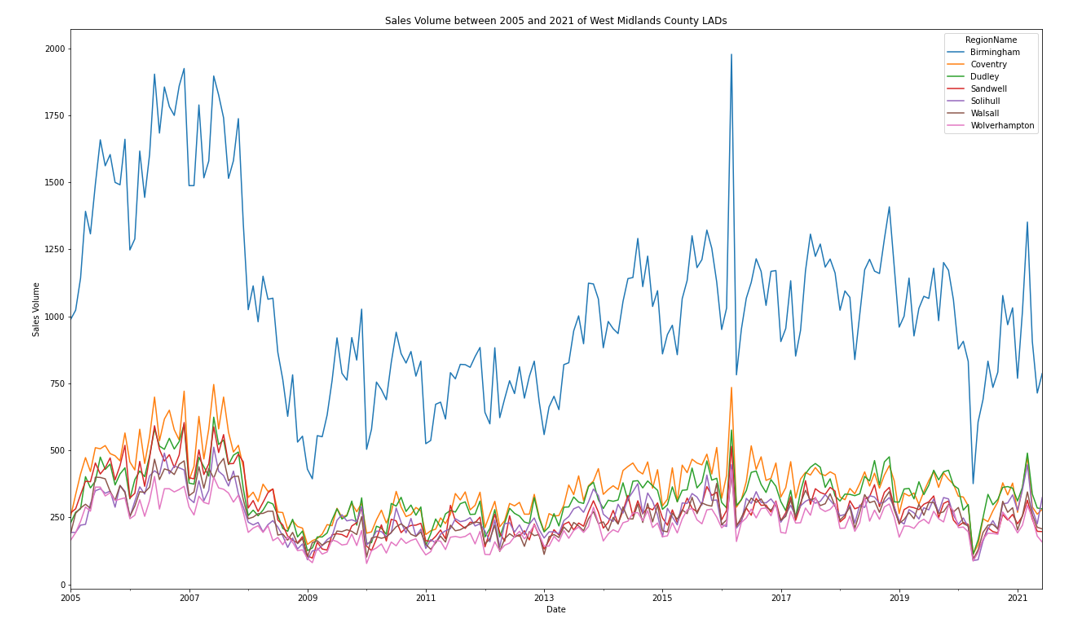 Sales Volume between 2005 and 2021 of West Midlands County LADs
RegionName
Birmingham
Coventry
Dudley
Sandwell
Solihull
Walsall
Wolverhampton
Sales Volume
2000
1750
1500
1250
1000
750
500
250
0
2005
2007
2009
2011
2013
2015
2017
2019
2021
Date